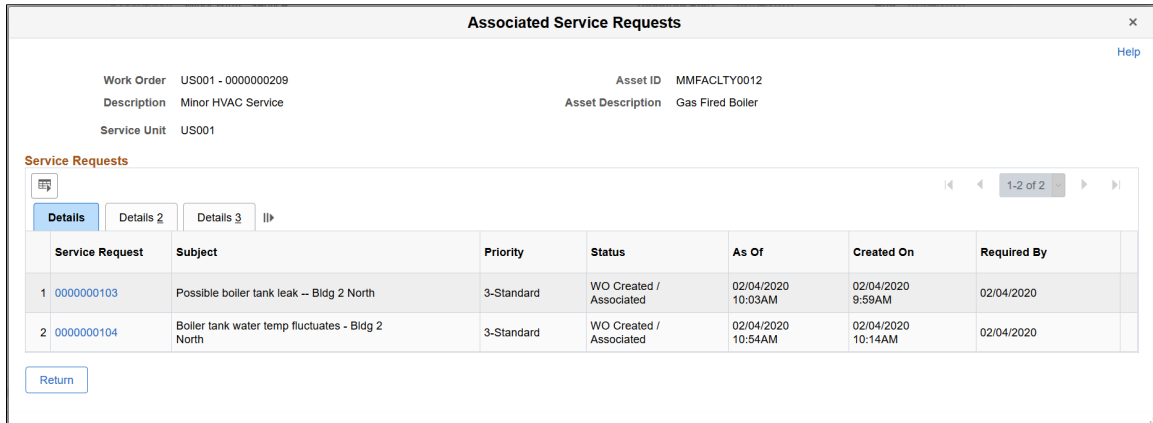 Associated Service Requests ×
Help
Work Order US001 - 0000000209 Asset ID MMFACLTY0012
Description Minor HVAC Service Asset Description Gas Fired Boiler
Service Unit US001
Service Requests
1-2 of 2
Details Details 2 Details 3
Service Request Subject Priority Status As Of Created On Required By
1 0000000103 Possible boiler tank leak -- Bldg 2 North 3-Standard WO Created / Associated 02/04/2020 10:03AM 02/04/2020 9:59AM 02/04/2020
2 0000000104 Boiler tank water temp fluctuates - Bldg 2 North 3-Standard WO Created / Associated 02/04/2020 10:54AM 02/04/2020 10:14AM 02/04/2020
Return